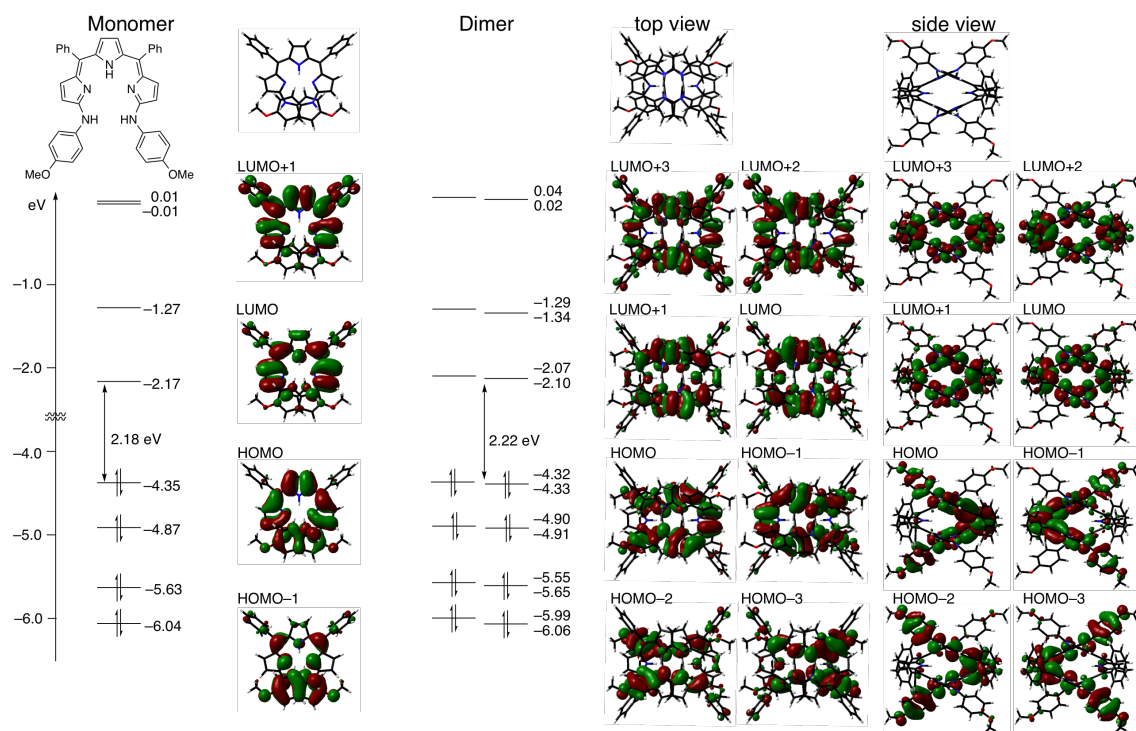 Monomer
Dimer
top view
side view
Ph
Ph
NH
N
N
NH
HN
MeO
OMe
eV
–1.0
–2.0
–4.0
–5.0
–6.0
0.01
–0.01
–1.27
–2.17
2.18 eV
–4.35
–4.87
–5.63
–6.04
LUMO+1
LUMO
HOMO
HOMO–1
0.04
0.02
–1.29
–1.34
–2.07
–2.10
2.22 eV
–4.32
–4.33
–4.90
–4.91
–5.55
–5.65
–5.99
–6.06
LUMO+3 LUMO+2 LUMO+3 LUMO+2
LUMO+1 LUMO LUMO+1 LUMO
HOMO HOMO–1 HOMO HOMO–1
HOMO–2 HOMO–3 HOMO–2 HOMO–3